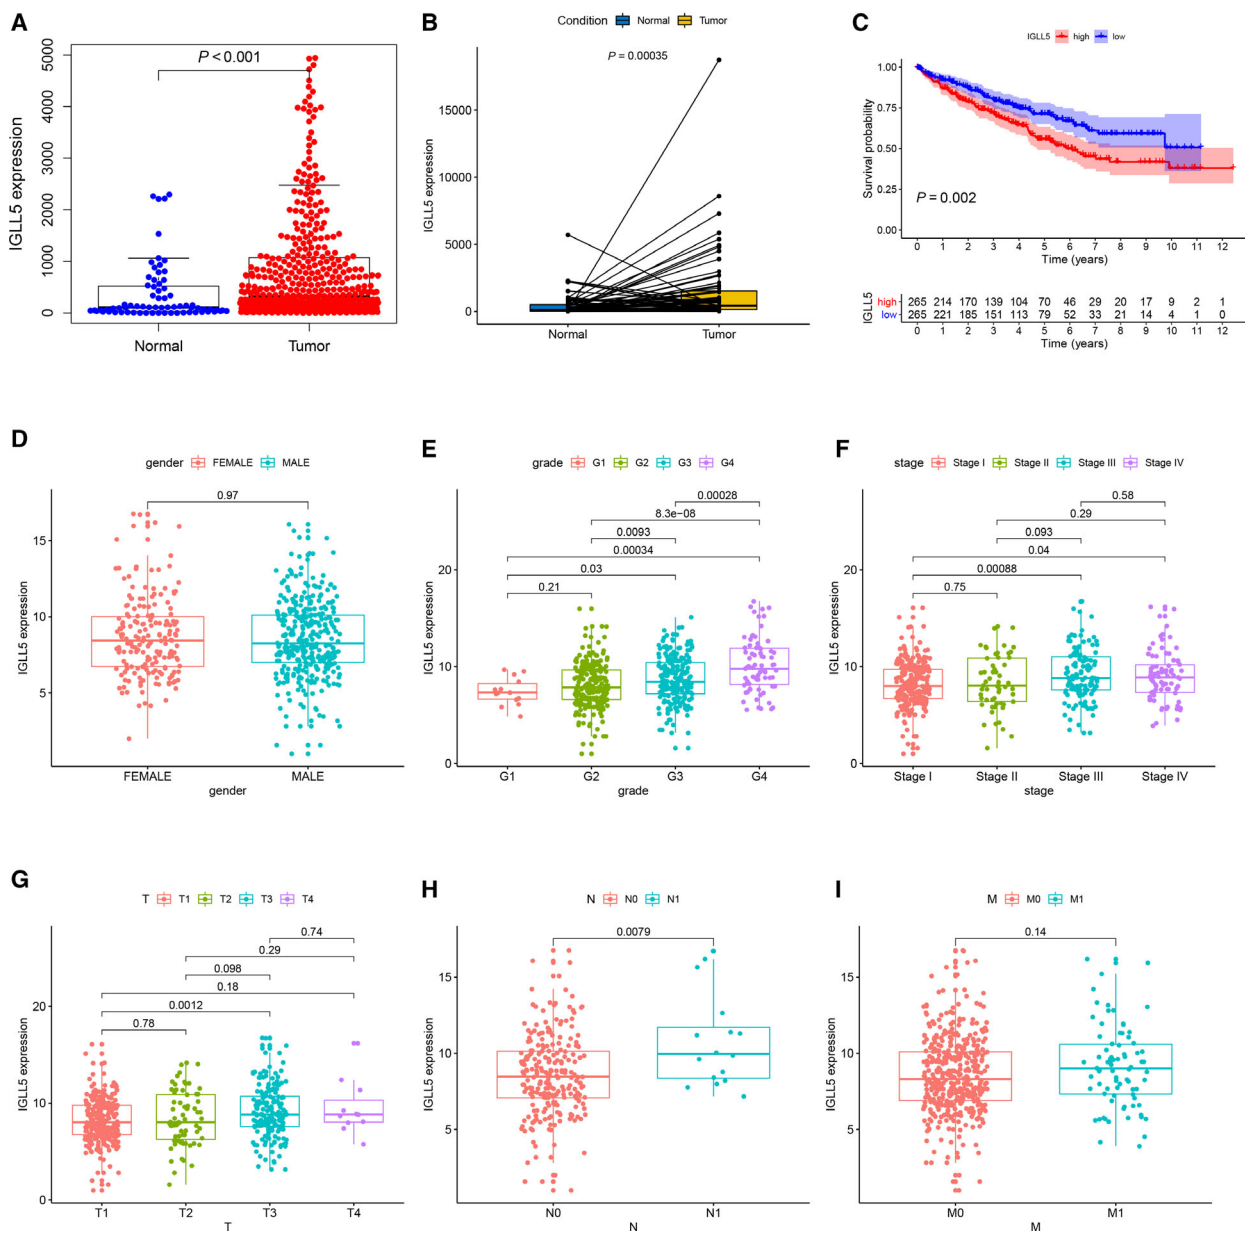 A
P < 0.001
IGLL5 expression
5000
4000
3000
2000
1000
0
Normal Tumor
B
Condition Normal Tumor
P = 0.00035
IGLL5 expression
15000
10000
5000
0
Normal Tumor
C
IGLL5 high low
Survival probability
1.00
0.75
0.50
0.25
0.00
P = 0.002
0 1 2 3 4 5 6 7 8 9 10 11 12
Time (years)
IGLL5
high 265 214 170 139 104 70 46 29 20 17 9 2 1
low 265 221 185 151 113 79 52 33 21 14 4 1 0
0 1 2 3 4 5 6 7 8 9 10 11 12
Time (years)
D
gender FEMALE MALE
0.97
IGLL5 expression
15
10
5
FEMALE MALE
gender
E
grade G1 G2 G3 G4
0.00028
8.3e−08
0.0093
0.00034
0.03
0.21
IGLL5 expression
20
10
0
G1 G2 G3 G4
grade
F
stage Stage I Stage II Stage III Stage IV
0.58
0.29
0.093
0.04
0.00088
0.75
IGLL5 expression
20
10
0
Stage I Stage II Stage III Stage IV
stage
G
T T1 T2 T3 T4
0.74
0.29
0.098
0.18
0.0012
0.78
IGLL5 expression
20
10
0
T1 T2 T3 T4
T
H
N N0 N1
0.0079
IGLL5 expression
15
10
5
N0 N1
N
I
M M0 M1
0.14
IGLL5 expression
15
10
5
M0 M1
M